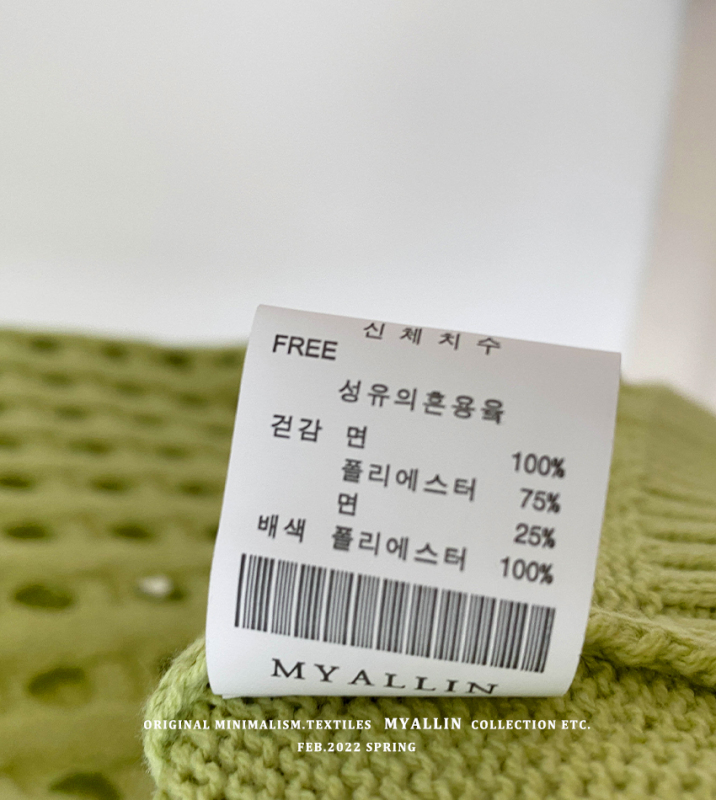 신체치수
FREE
성유의혼용율
걷감 면 100%
폴리에스터 75%
면 25%
배색 폴리에스터 100%
MYALLIN
ORIGINAL MINIMALISM.TEXTILES MYALLIN COLLECTION ETC.
FEB.2022 SPRING